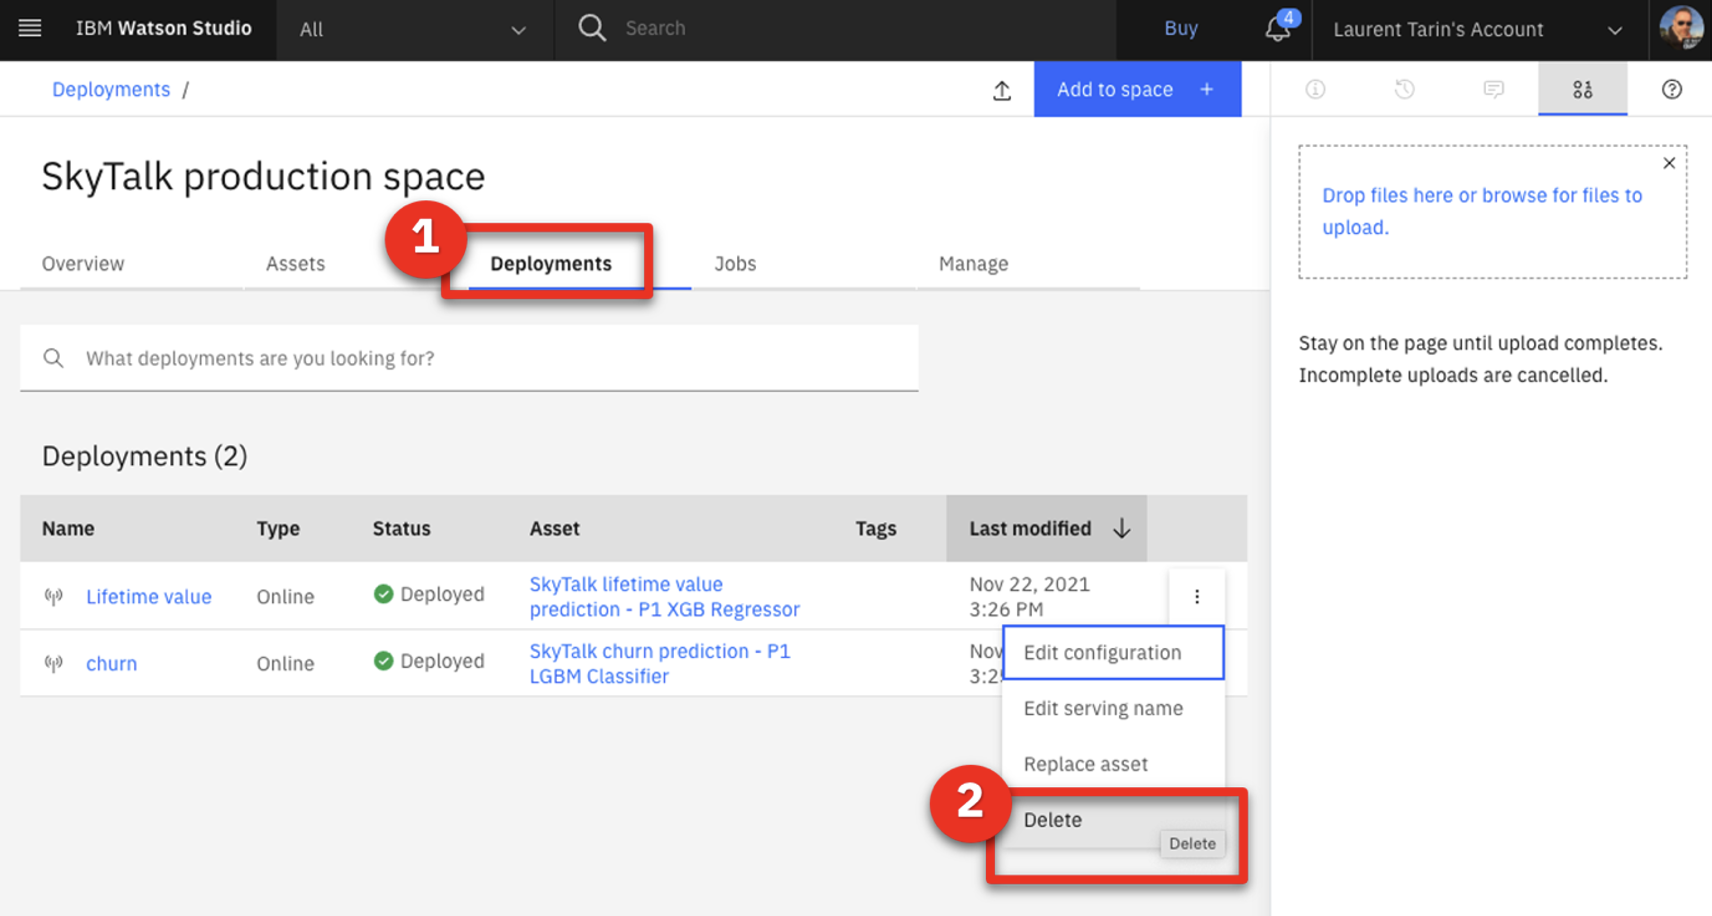 IBM Watson Studio
All
Search
Buy
4
Laurent Tarin's Account
Deployments /
Add to space +
SkyTalk production space
1
Overview
Assets
Deployments
Jobs
Manage
What deployments are you looking for?
Deployments (2)
Name
Type
Status
Asset
Tags
Last modified
Lifetime value
Online
Deployed
SkyTalk lifetime value
prediction - P1 XGB Regressor
Nov 22, 2021
3:26 PM
churn
Online
Deployed
SkyTalk churn prediction - P1
LGBM Classifier
Nov
3:2
Edit configuration
Edit serving name
Replace asset
2
Delete
Delete
Drop files here or browse for files to
upload.
Stay on the page until upload completes.
Incomplete uploads are cancelled.